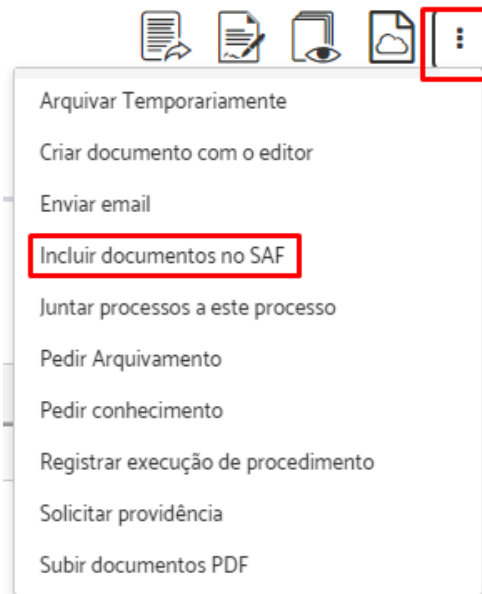 Arquivar Temporariamente
Criar documento com o editor
Enviar email
Incluir documentos no SAF
Juntar processos a este processo
Pedir Arquivamento
Pedir conhecimento
Registrar execução de procedimento
Solicitar providência
Subir documentos PDF